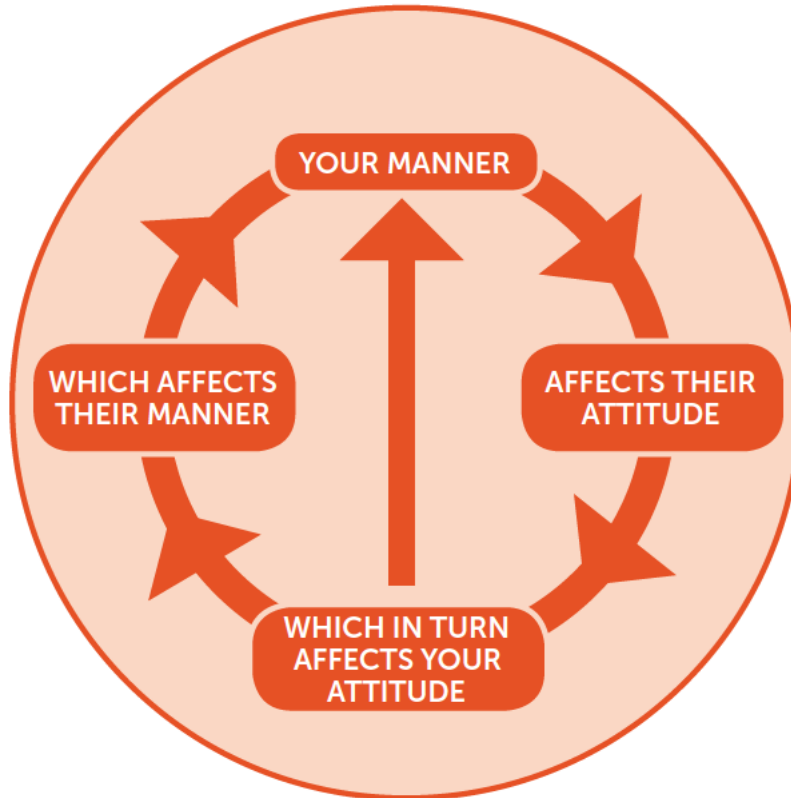 YOUR MANNER
AFFECTS THEIR
ATTITUDE
WHICH IN TURN
AFFECTS YOUR
ATTITUDE
WHICH AFFECTS
THEIR MANNER